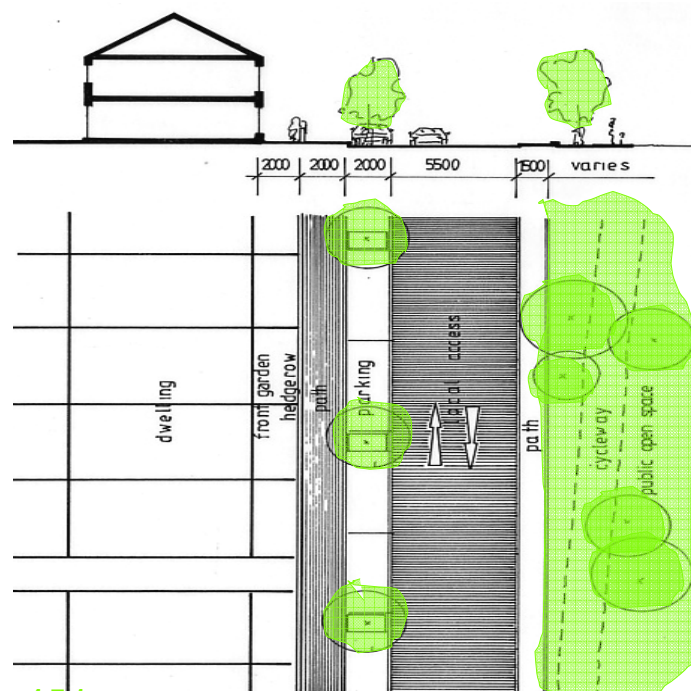 2000 2000 2000 5500 1500 varies
dwelling
front garden
hedgerow
path
parking
local access
path
cycleway
public open space